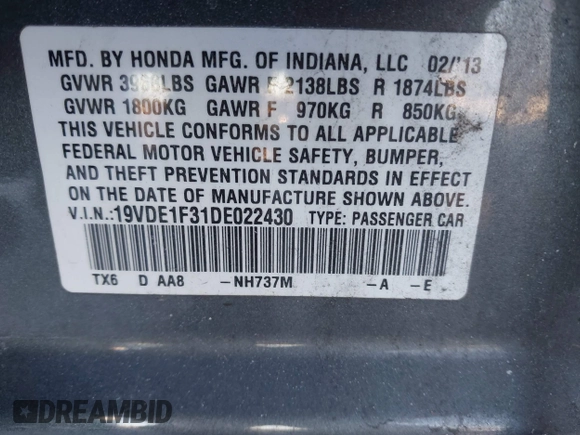 MFD. BY HONDA MFG. OF INDIANA, LLC 02/'13
GVWR 3968LBS GAWR F 2138LBS R 1874LBS
GVWR 1800KG GAWR F 970KG R 850KG
THIS VEHICLE CONFORMS TO ALL APPLICABLE
FEDERAL MOTOR VEHICLE SAFETY, BUMPER,
AND THEFT PREVENTION STANDARDS IN EFFECT
ON THE DATE OF MANUFACTURE SHOWN ABOVE.
V.I.N.:19VDE1F31DE022430 TYPE: PASSENGER CAR
TX6 D AA8 -NH737M -A -E
DREAMBID